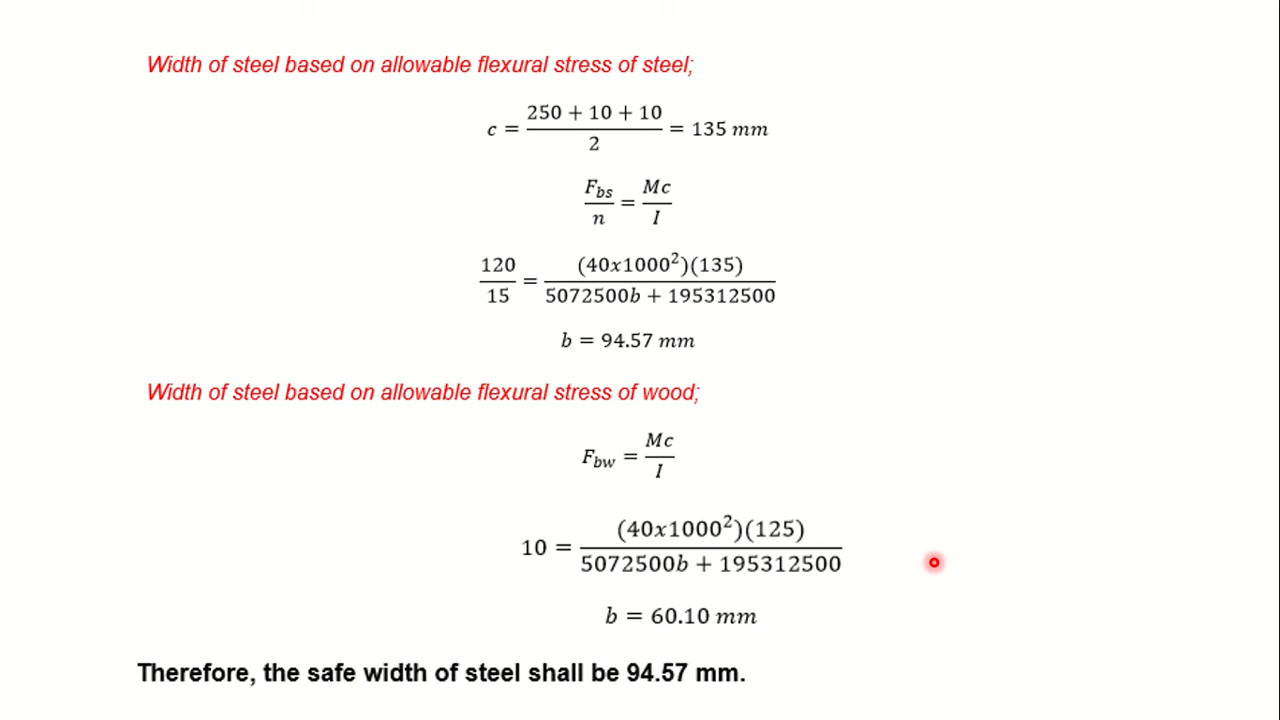 Width of steel based on allowable flexural stress of steel;
c = (250 + 10 + 10)/2 = 135 mm
F_bs/n = Mc/I
120/15 = (40x1000²)(135)/(5072500b + 195312500)
b = 94.57 mm
Width of steel based on allowable flexural stress of wood;
F_bw = Mc/I
10 = (40x1000²)(125)/(5072500b + 195312500)
b = 60.10 mm
Therefore, the safe width of steel shall be 94.57 mm.